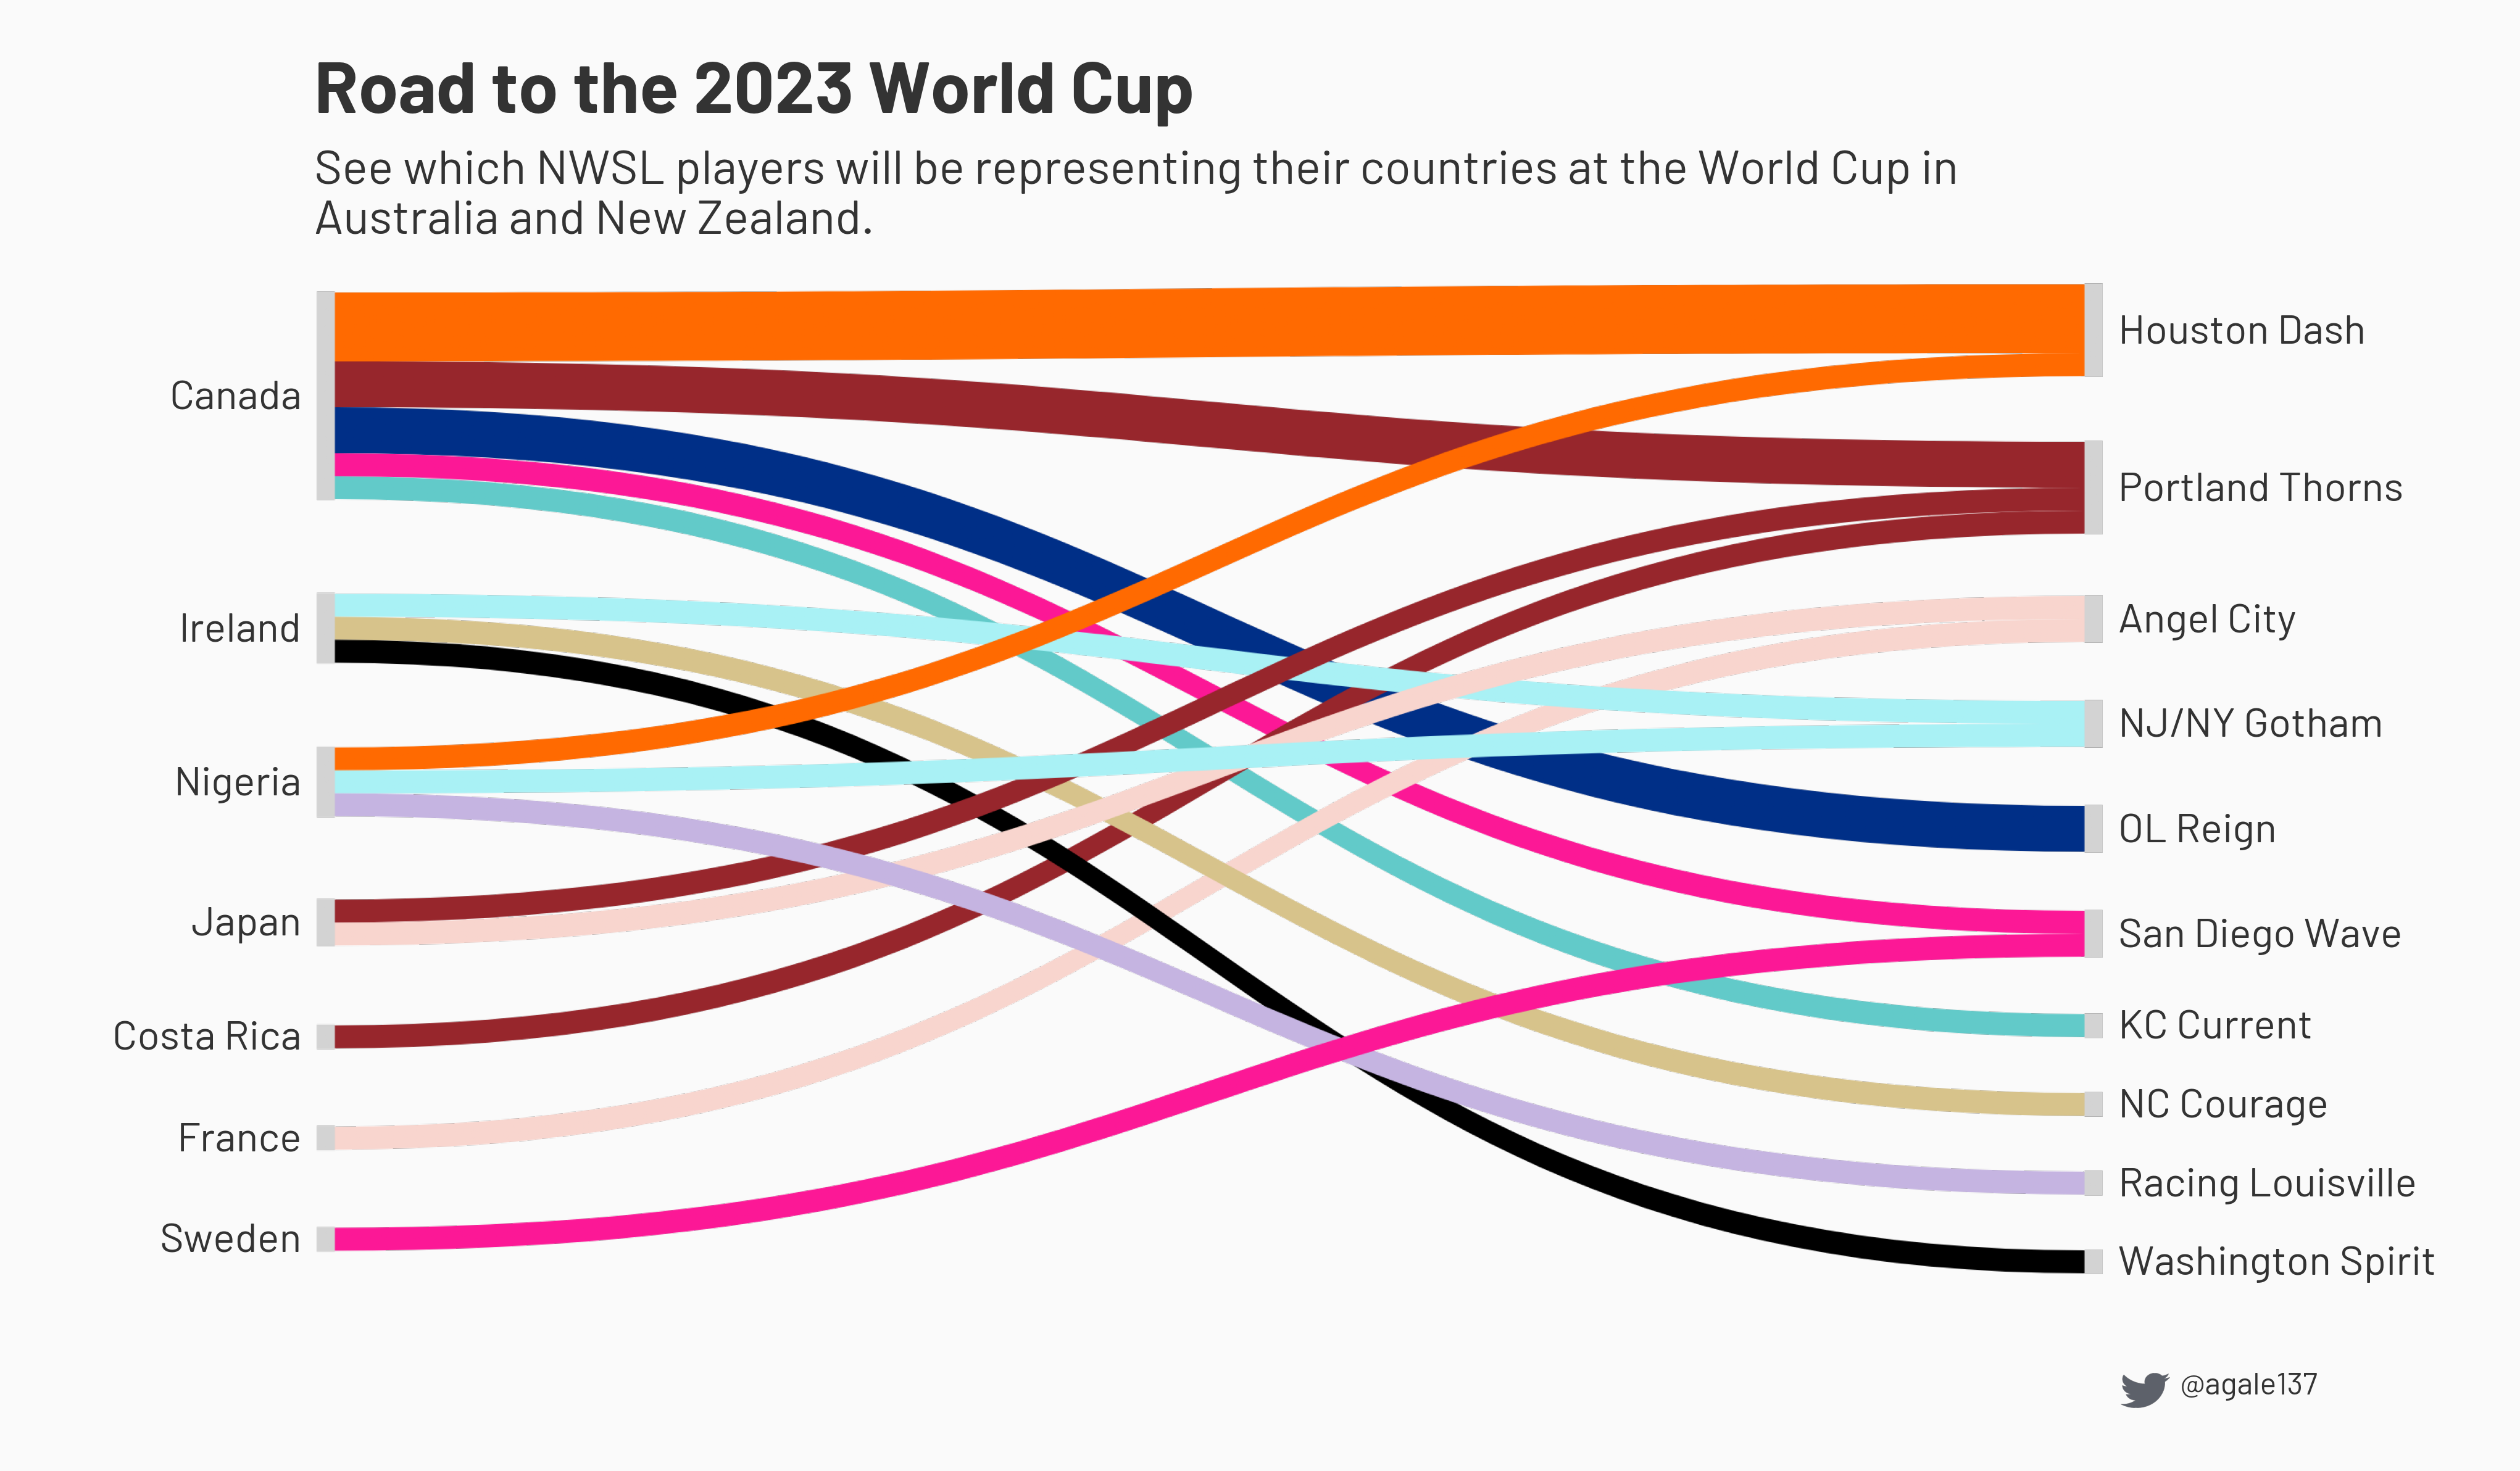 Road to the 2023 World Cup
See which NWSL players will be representing their countries at the World Cup in
Australia and New Zealand.
Canada
Ireland
Nigeria
Japan
Costa Rica
France
Sweden
Houston Dash
Portland Thorns
Angel City
NJ/NY Gotham
OL Reign
San Diego Wave
KC Current
NC Courage
Racing Louisville
Washington Spirit
@agale137